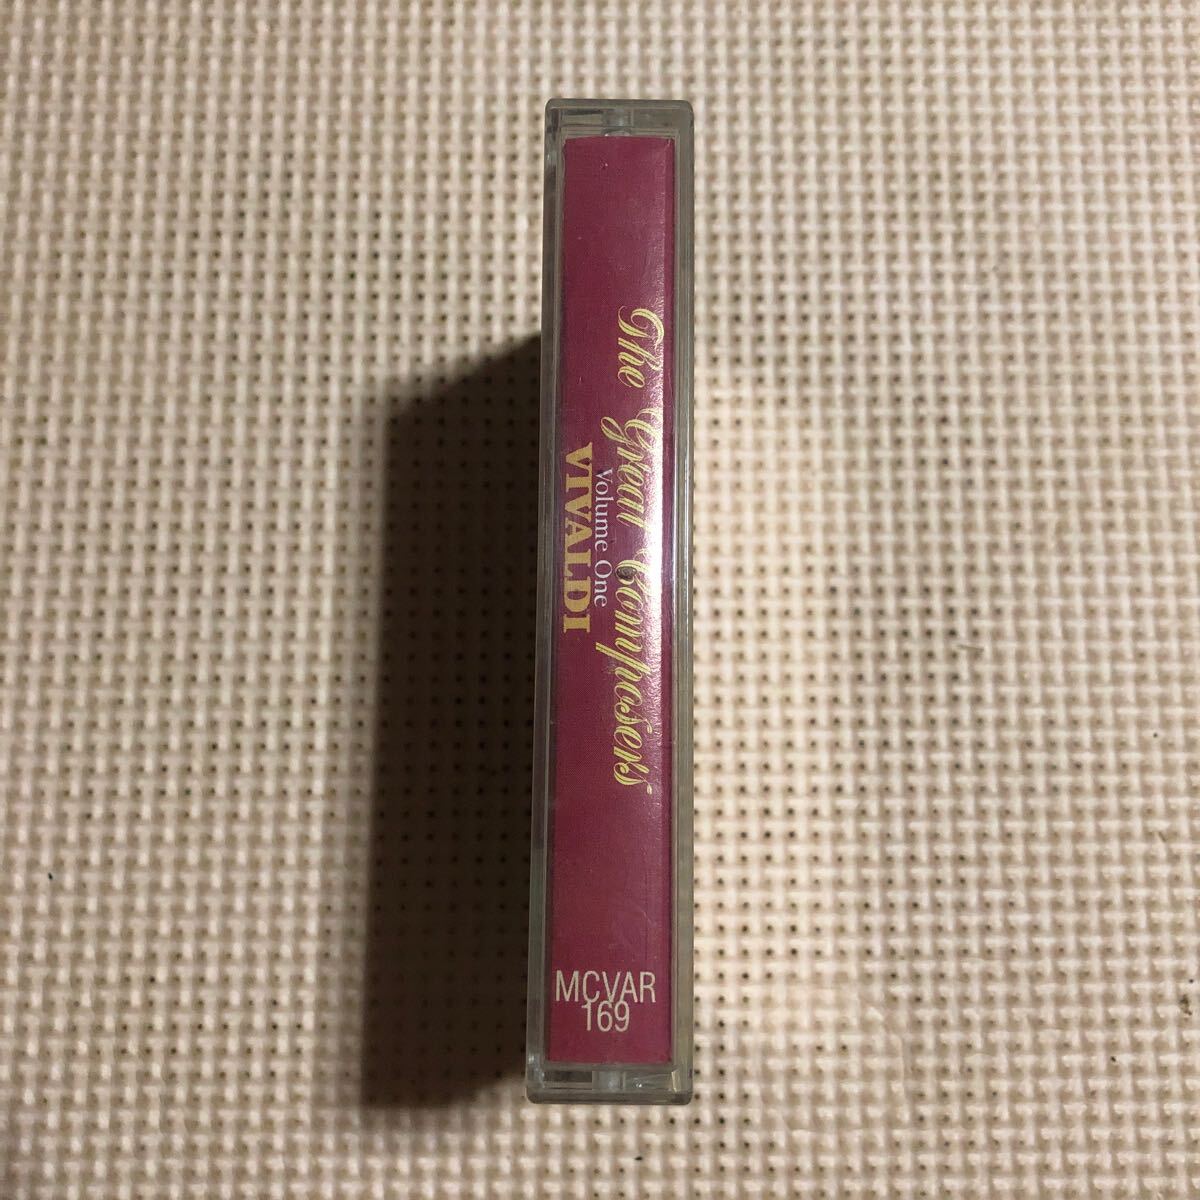 The Great Composers
Volume One
VIVALDI
MCVAR
169